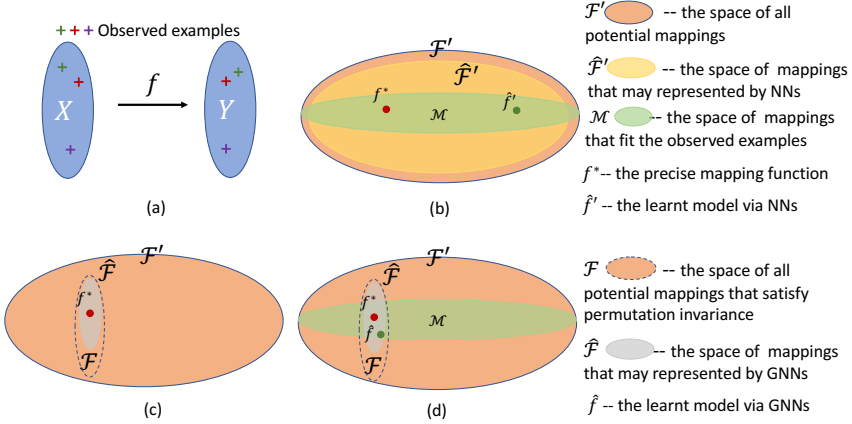 + + + Observed examples
X
f
Y
(a)
ℱ′
ℱ̂′
f*
f̂′
ℳ
(b)
ℱ′ -- the space of all
potential mappings
ℱ̂′ -- the space of mappings
that may represented by NNs
ℳ -- the space of mappings
that fit the observed examples
f*-- the precise mapping function
f̂′ -- the learnt model via NNs
ℱ′
ℱ̂
f*
ℱ
(c)
ℱ′
ℱ̂
f*
ℳ
f̂
ℱ
(d)
ℱ -- the space of all
potential mappings that satisfy
permutation invariance
ℱ̂ -- the space of mappings
that may represented by GNNs
f̂ -- the learnt model via GNNs